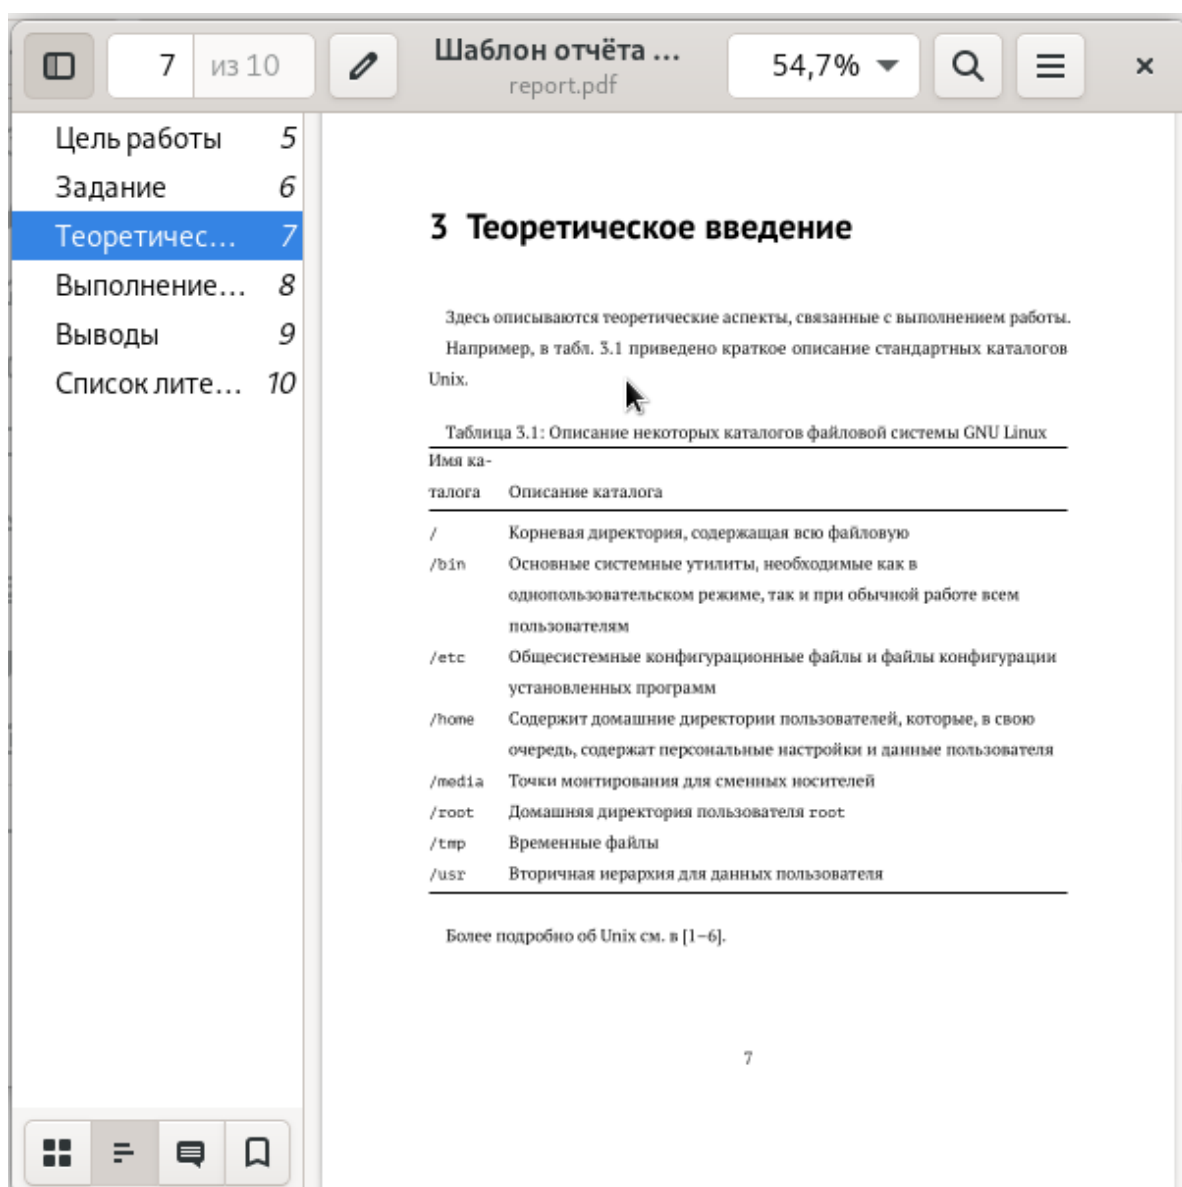 7 из 10
Шаблон отчёта ...
report.pdf
54,7%
Цель работы 5
Задание 6
Теоретичес... 7
Выполнение... 8
Выводы 9
Список лите... 10
3 Теоретическое введение
Здесь описываются теоретические аспекты, связанные с выполнением работы.
Например, в табл. 3.1 приведено краткое описание стандартных каталогов
Unix.
Таблица 3.1: Описание некоторых каталогов файловой системы GNU Linux
Имя ка-
талога Описание каталога
/ Корневая директория, содержащая всю файловую
/bin Основные системные утилиты, необходимые как в
однопользовательском режиме, так и при обычной работе всем
пользователям
/etc Общесистемные конфигурационные файлы и файлы конфигурации
установленных программ
/home Содержит домашние директории пользователей, которые, в свою
очередь, содержат персональные настройки и данные пользователя
/media Точки монтирования для сменных носителей
/root Домашняя директория пользователя root
/tmp Временные файлы
/usr Вторичная иерархия для данных пользователя
Более подробно об Unix см. в [1–6].
7